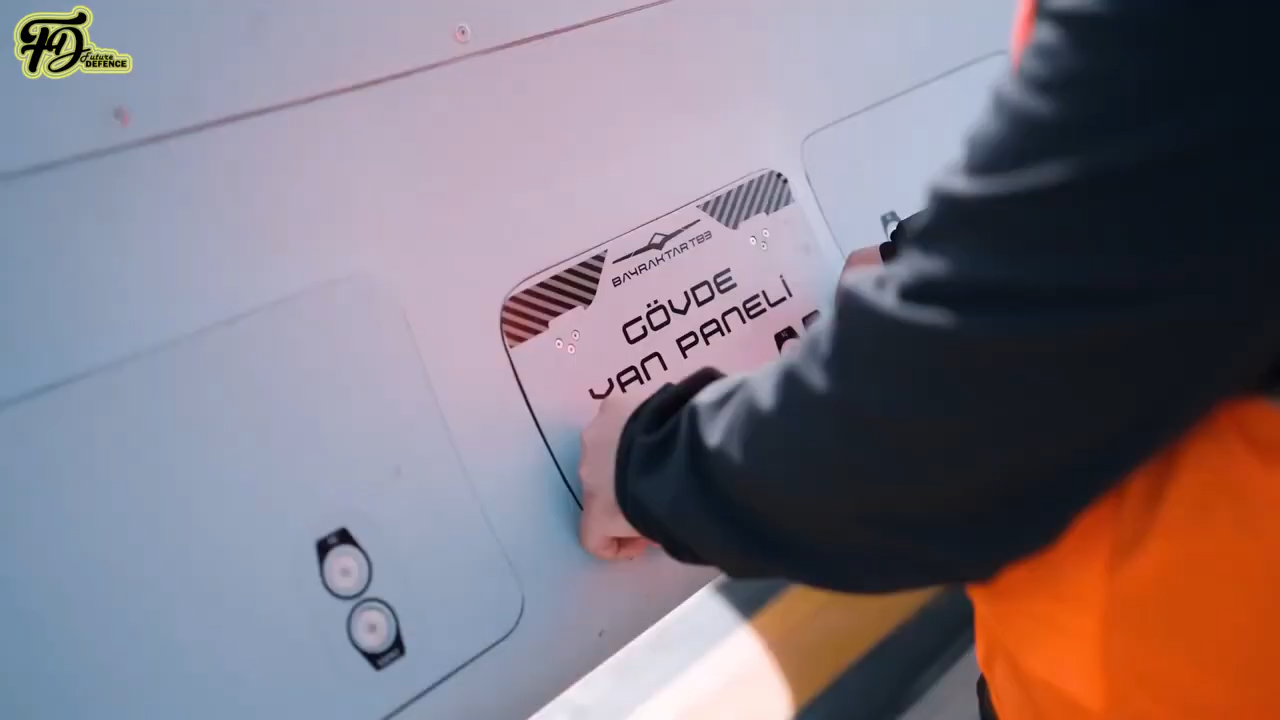 FD Future
DEFENCE
BAYRAKTAR TB3
GÖVDE
YAN PANELİ